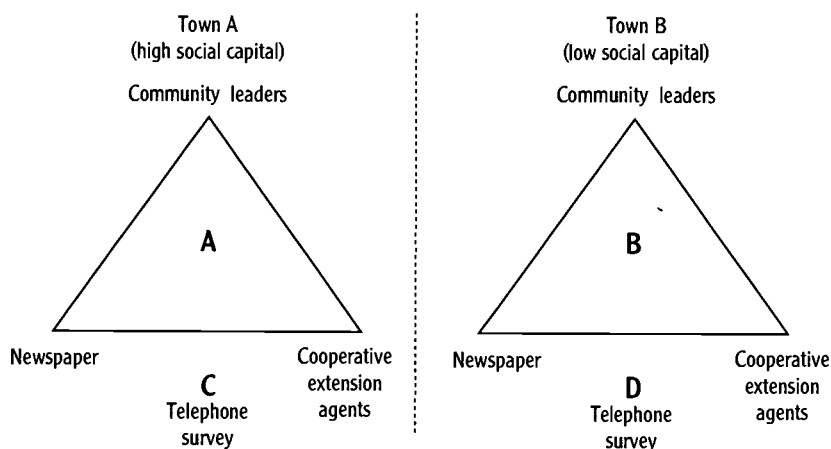 Town A
(high social capital)
Community leaders
A
Newspaper
Cooperative
extension
agents
C
Telephone
survey
Town B
(low social capital)
Community leaders
B
Newspaper
Cooperative
extension
agents
D
Telephone
survey